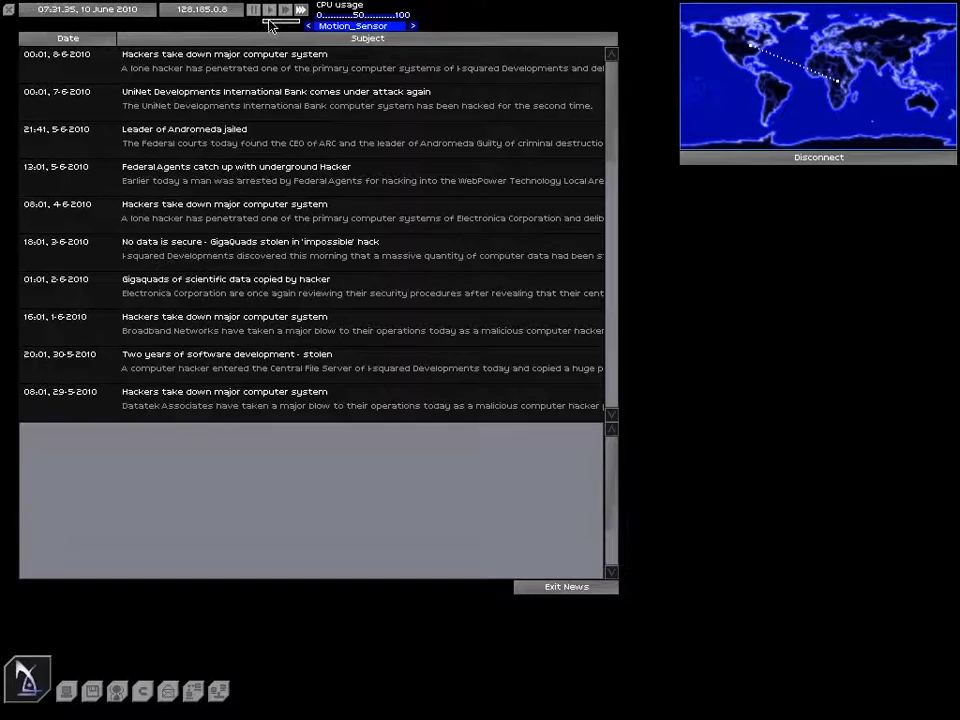 07:31.35, 10 June 2010
128.185.0.8
CPU usage
0..........50..........100
< Motion_Sensor >
Date Subject
00:01, 8-6-2010 Hackers take down major computer system
A lone hacker has penetrated one of the primary computer systems of I-squared Developments and del
00:01, 7-6-2010 UniNet Developments International Bank comes under attack again
The UniNet Developments International Bank computer system has been hacked for the second time.
21:41, 5-6-2010 Leader of Andromeda jailed
The Federal courts today found the CEO of ARC and the leader of Andromeda Guilty of criminal destructio
13:01, 5-6-2010 Federal Agents catch up with underground Hacker
Earlier today a man was arrested by Federal Agents for hacking into the WebPower Technology Local Are
08:01, 4-6-2010 Hackers take down major computer system
A lone hacker has penetrated one of the primary computer systems of Electronica Corporation and delib
18:01, 3-6-2010 No data is secure - GigaQuads stolen in 'impossible' hack
I-squared Developments discovered this morning that a massive quantity of computer data had been s
01:01, 2-6-2010 Gigaquads of scientific data copied by hacker
Electronica Corporation are once again reviewing their security procedures after revealing that their cent
16:01, 1-6-2010 Hackers take down major computer system
Broadband Networks have taken a major blow to their operations today as a malicious computer hacker
20:01, 30-5-2010 Two years of software development - stolen
A computer hacker entered the Central File Server of I-squared Developments today and copied a huge p
08:01, 29-5-2010 Hackers take down major computer system
Datatek Associates have taken a major blow to their operations today as a malicious computer hacker
Exit News
Disconnect